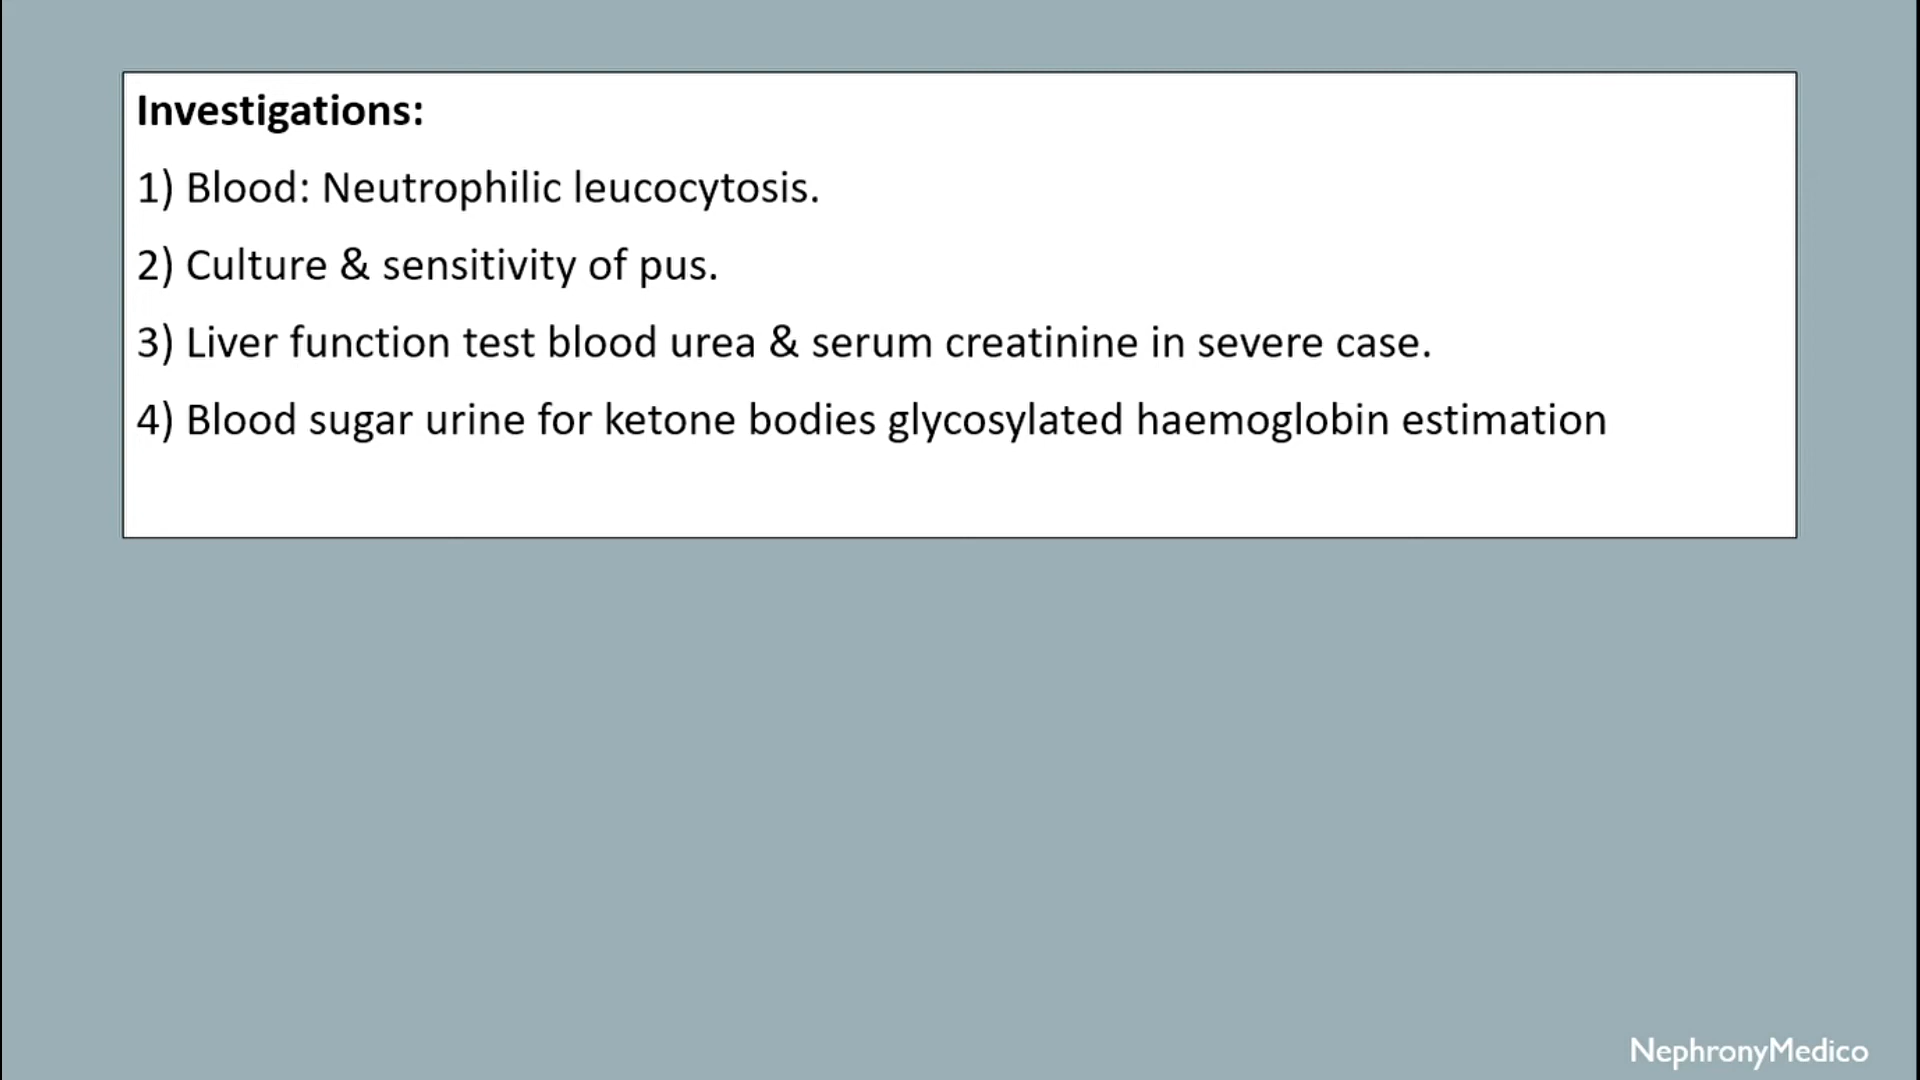 Investigations:
1) Blood: Neutrophilic leucocytosis.
2) Culture & sensitivity of pus.
3) Liver function test blood urea & serum creatinine in severe case.
4) Blood sugar urine for ketone bodies glycosylated haemoglobin estimation
NephronyMedico